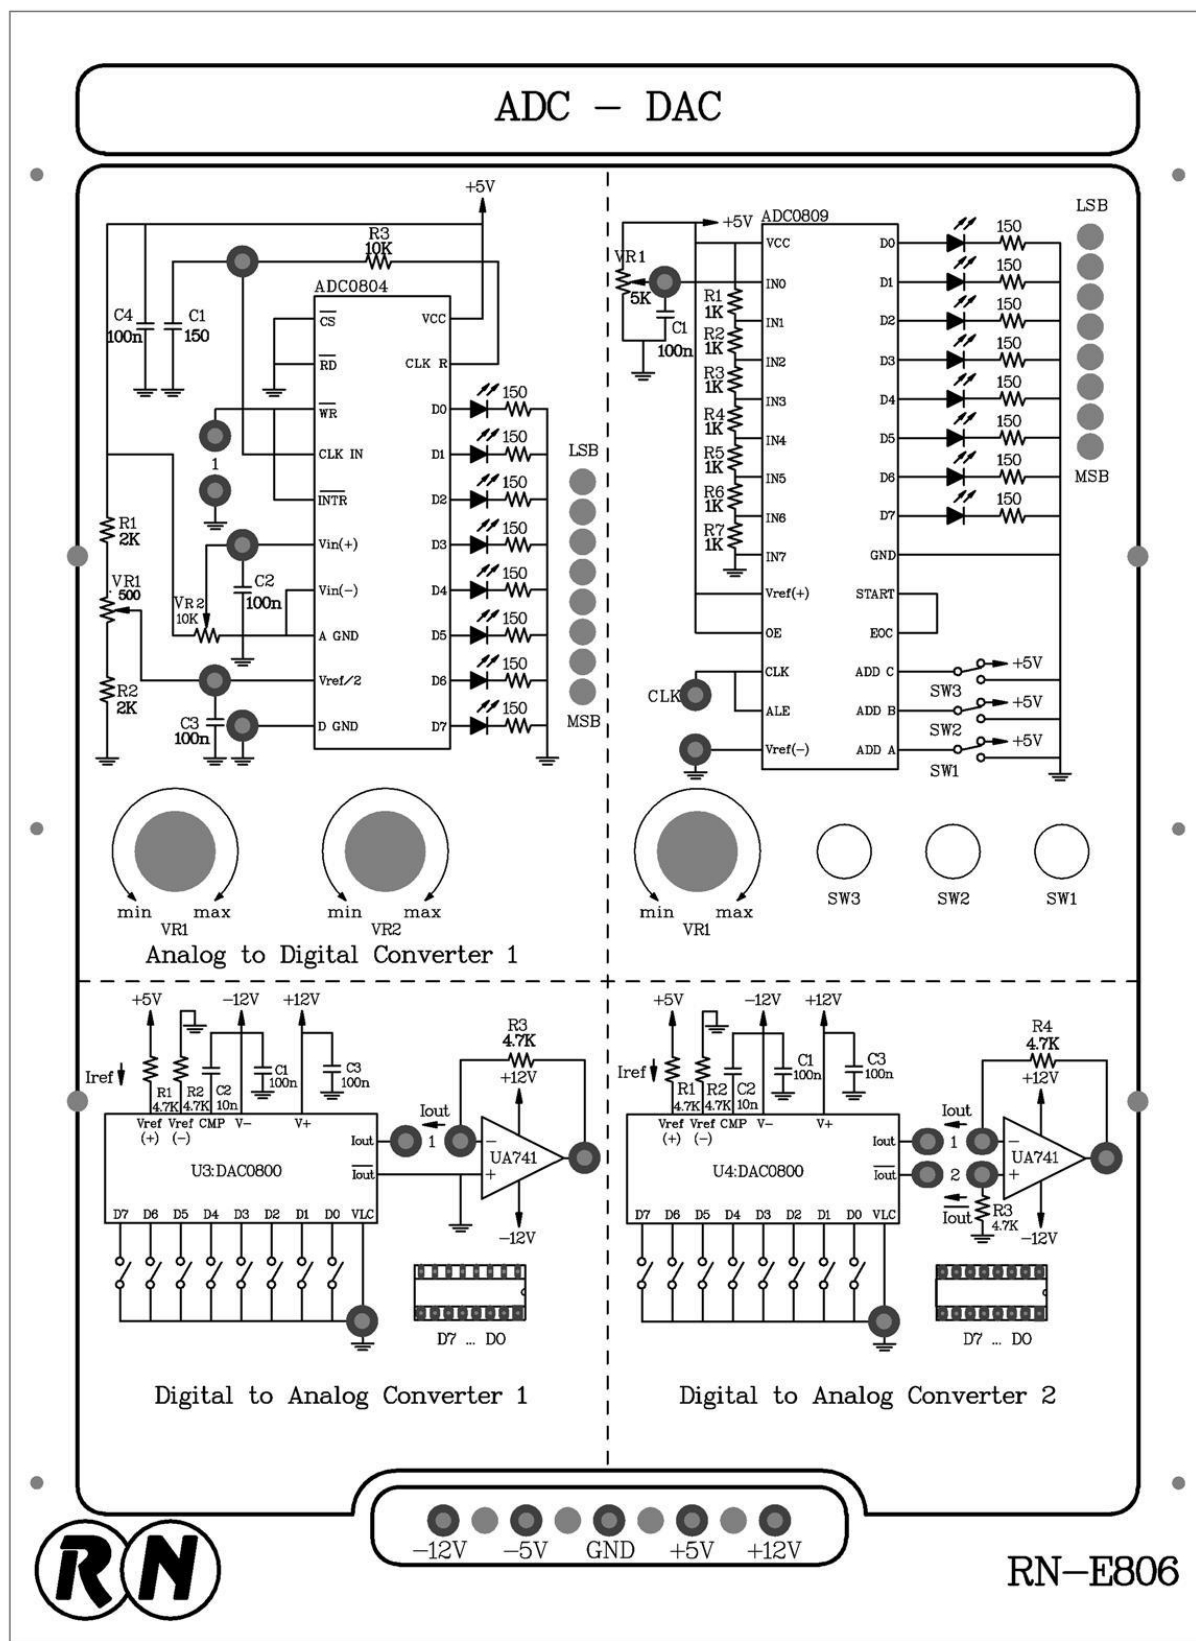 ADC – DAC
+5V
R3
10K
ADC0804
C4
100n
C1
150
CS
RD
WR
CLK IN
INTR
Vin(+)
Vin(-)
A GND
Vref/2
D GND
VCC
CLK R
D0
D1
D2
D3
D4
D5
D6
D7
150
150
150
150
150
150
150
150
LSB
MSB
1
R1
2K
VR1
500
R2
2K
VR2
10K
C2
100n
C3
100n
min
max
VR1
min
max
VR2
Analog to Digital Converter 1
+5V
ADC0809
VR1
5K
C1
100n
R1
1K
R2
1K
R3
1K
R4
1K
R5
1K
R6
1K
R7
1K
VCC
IN0
IN1
IN2
IN3
IN4
IN5
IN6
IN7
Vref(+)
OE
CLK
ALE
Vref(-)
CLK
D0
D1
D2
D3
D4
D5
D6
D7
GND
START
EOC
ADD C
ADD B
ADD A
150
150
150
150
150
150
150
150
LSB
MSB
+5V
SW3
+5V
SW2
+5V
SW1
min
max
VR1
SW3
SW2
SW1
+5V
-12V
+12V
Iref
R1
4.7K
R2
4.7K
C2
10n
C1
100n
C3
100n
R3
4.7K
+12V
Vref
(+)
Vref
(-)
CMP
V-
V+
Iout
Iout
Iout
1
UA741
-12V
U3:DAC0800
D7 D6 D5 D4 D3 D2 D1 D0 VLC
D7 ... D0
Digital to Analog Converter 1
+5V
-12V
+12V
Iref
R1
4.7K
R2
4.7K
C2
10n
C1
100n
C3
100n
R4
4.7K
+12V
Vref
(+)
Vref
(-)
CMP
V-
V+
Iout
Iout
Iout
1
2
Iout
R3
4.7K
UA741
-12V
U4:DAC0800
D7 D6 D5 D4 D3 D2 D1 D0 VLC
D7 ... D0
Digital to Analog Converter 2
-12V -5V GND +5V +12V
RN
RN-E806